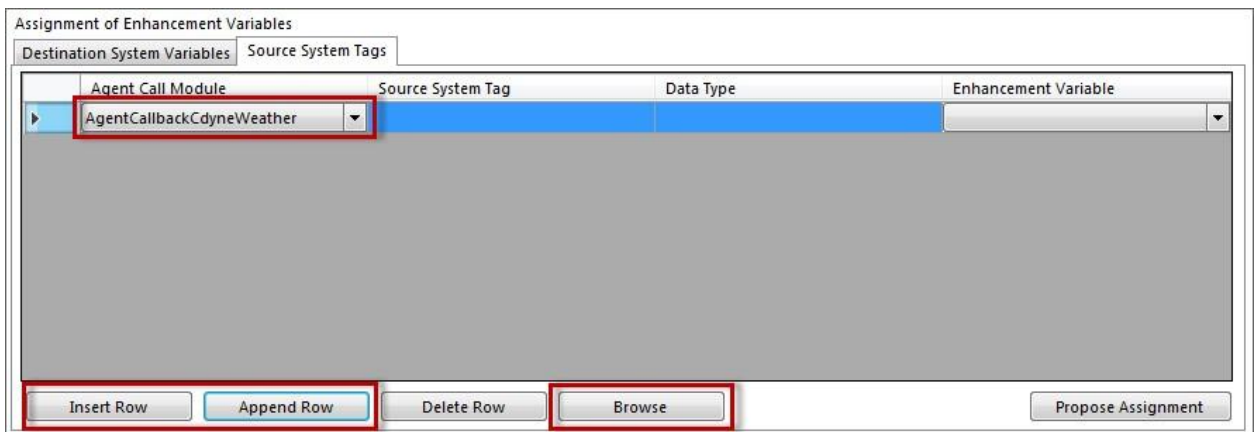 Assignment of Enhancement Variables
Destination System Variables Source System Tags
Agent Call Module Source System Tag Data Type Enhancement Variable
AgentCallbackCdyneWeather
Insert Row Append Row Delete Row Browse Propose Assignment